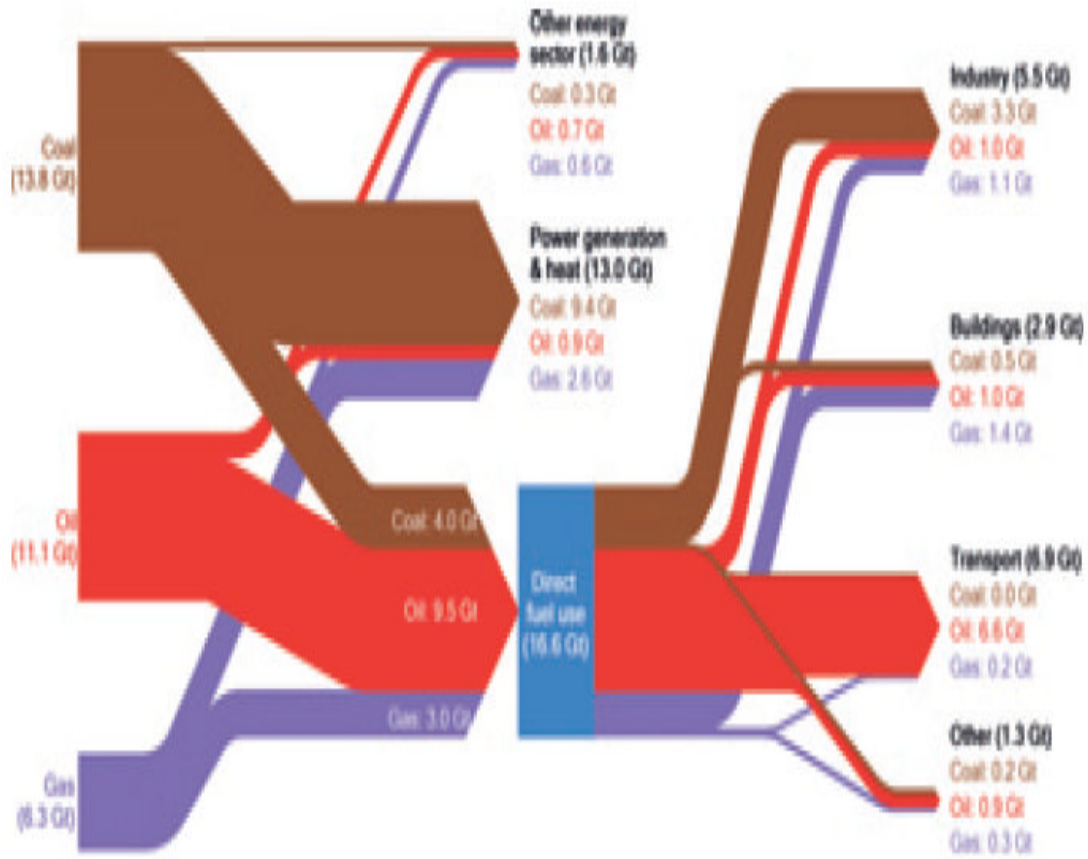 Coal
(13.8 Gt)
Oil
(11.1 Gt)
Gas
(6.3 Gt)
Other energy
sector (1.6 Gt)
Coal: 0.3 Gt
Oil: 0.7 Gt
Gas: 0.6 Gt
Power generation
& heat (13.0 Gt)
Coal: 9.4 Gt
Oil: 0.9 Gt
Gas: 2.6 Gt
Coal: 4.0 Gt
Oil: 9.5 Gt
Gas: 3.0 Gt
Direct
fuel use
(16.6 Gt)
Industry (5.5 Gt)
Coal: 3.3 Gt
Oil: 1.0 Gt
Gas: 1.1 Gt
Buildings (2.9 Gt)
Coal: 0.5 Gt
Oil: 1.0 Gt
Gas: 1.4 Gt
Transport (6.9 Gt)
Coal: 0.0 Gt
Oil: 6.6 Gt
Gas: 0.2 Gt
Other (1.3 Gt)
Coal: 0.2 Gt
Oil: 0.9 Gt
Gas: 0.3 Gt